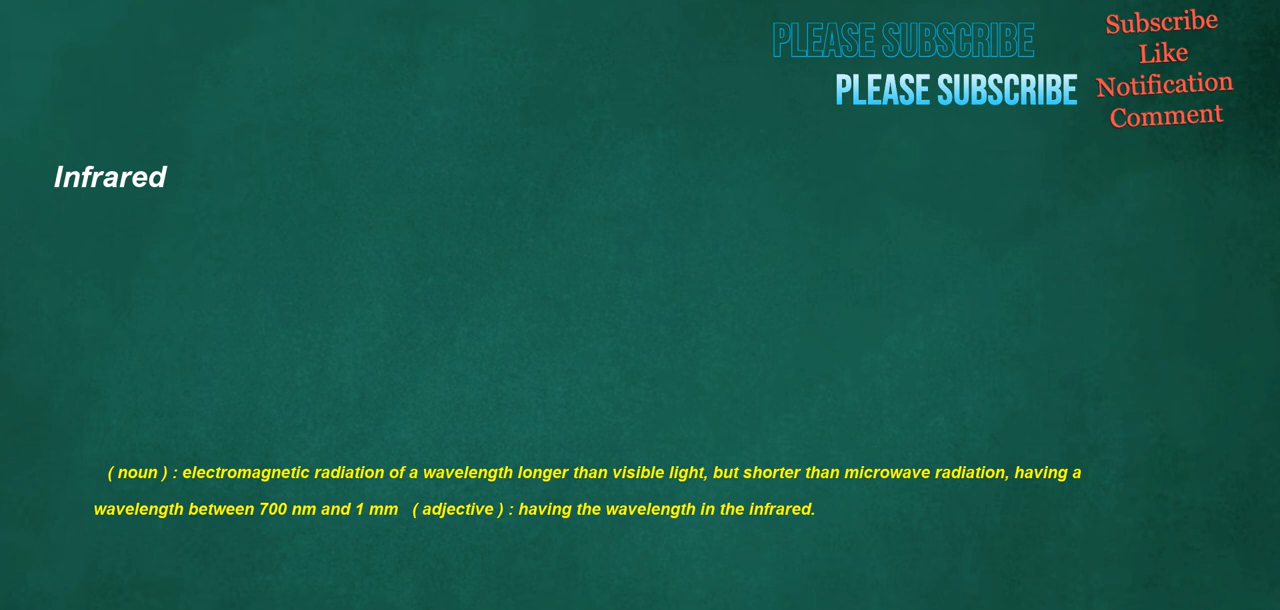 PLEASE SUBSCRIBE
PLEASE SUBSCRIBE
Subscribe
Like
Notification
Comment
Infrared
( noun ) : electromagnetic radiation of a wavelength longer than visible light, but shorter than microwave radiation, having a
wavelength between 700 nm and 1 mm ( adjective ) : having the wavelength in the infrared.